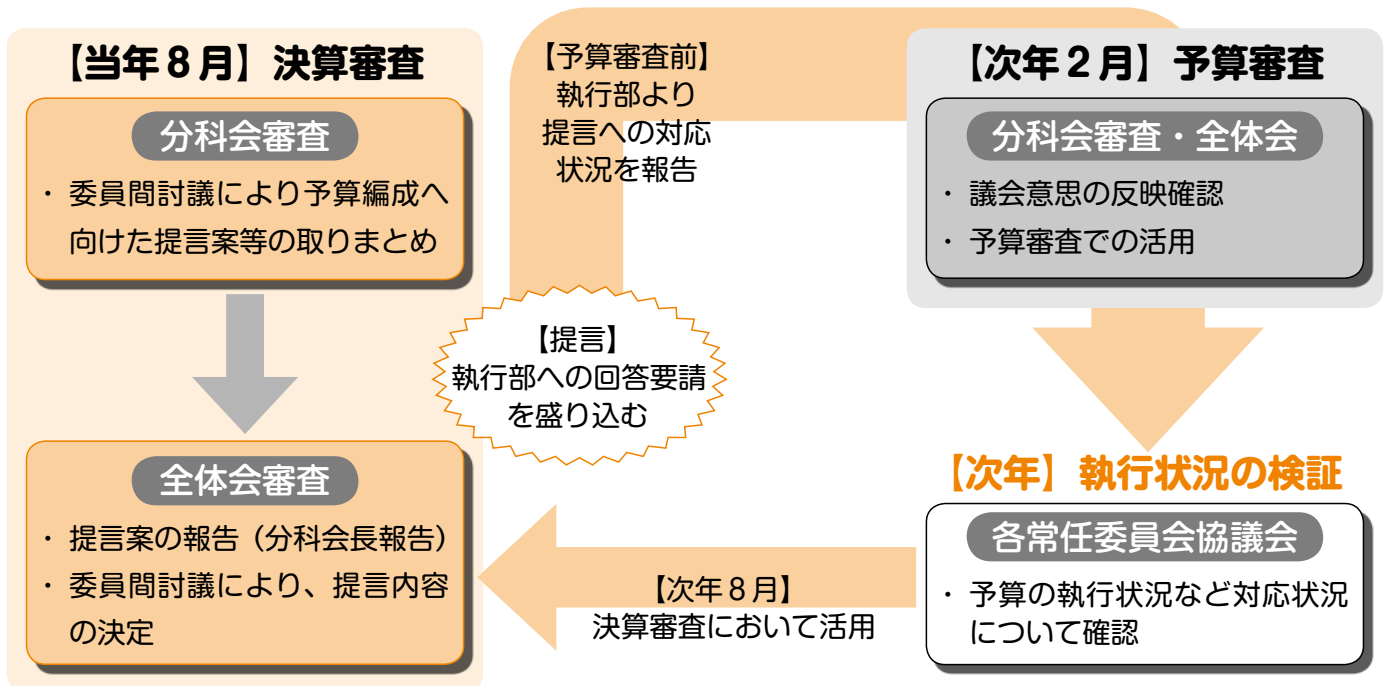 【当年８月】決算審査
分科会審査
・ 委員間討議により予算編成へ
向けた提言案等の取りまとめ
全体会審査
・ 提言案の報告（分科会長報告）
・ 委員間討議により、提言内容
の決定
【提言】
執行部への回答要請
を盛り込む
【予算審査前】
執行部より
提言への対応
状況を報告
【次年２月】予算審査
分科会審査・全体会
・ 議会意思の反映確認
・ 予算審査での活用
【次年】執行状況の検証
各常任委員会協議会
・ 予算の執行状況など対応状況
について確認
【次年８月】
決算審査において活用